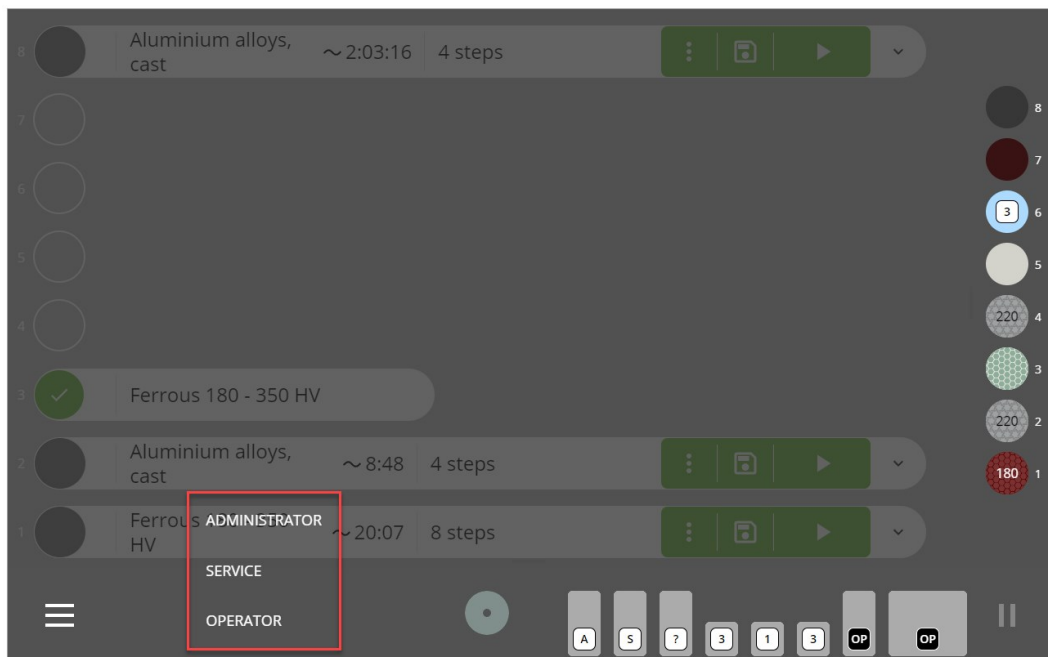 8 Aluminium alloys, cast ~ 2:03:16 4 steps
7
6
5
4
3 Ferrous 180 - 350 HV
2 Aluminium alloys, cast ~ 8:48 4 steps
1 Ferrous 180 - 350 HV ~ 20:07 8 steps
ADMINISTRATOR
SERVICE
OPERATOR
8
7
3 6
5
220 4
3
220 2
180 1
A S ? 3 1 3 OP OP